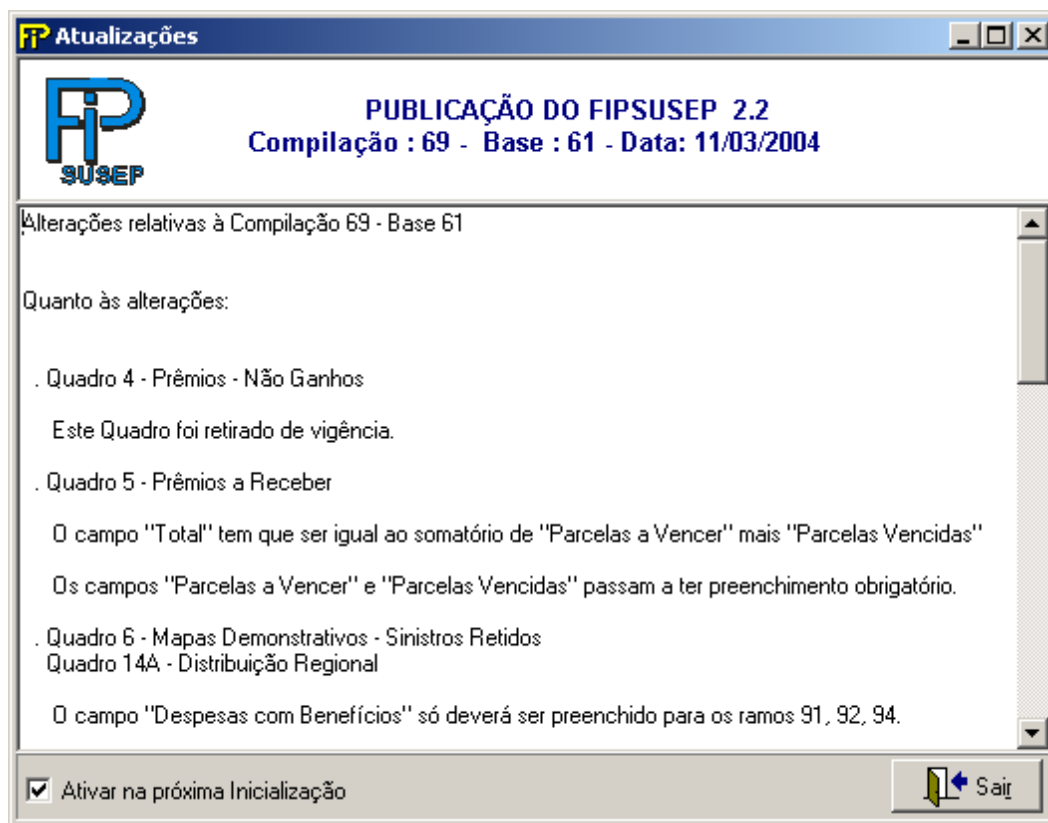 FiP Atualizações
FiP
SUSEP
PUBLICAÇÃO DO FIPSUSEP 2.2
Compilação : 69 - Base : 61 - Data: 11/03/2004
Alterações relativas à Compilação 69 - Base 61
Quanto às alterações:
. Quadro 4 - Prêmios - Não Ganhos
Este Quadro foi retirado de vigência.
. Quadro 5 - Prêmios a Receber
O campo "Total" tem que ser igual ao somatório de "Parcelas a Vencer" mais "Parcelas Vencidas"
Os campos "Parcelas a Vencer" e "Parcelas Vencidas" passam a ter preenchimento obrigatório.
. Quadro 6 - Mapas Demonstrativos - Sinistros Retidos
Quadro 14A - Distribuição Regional
O campo "Despesas com Benefícios" só deverá ser preenchido para os ramos 91, 92, 94.
Ativar na próxima Inicialização
Sair